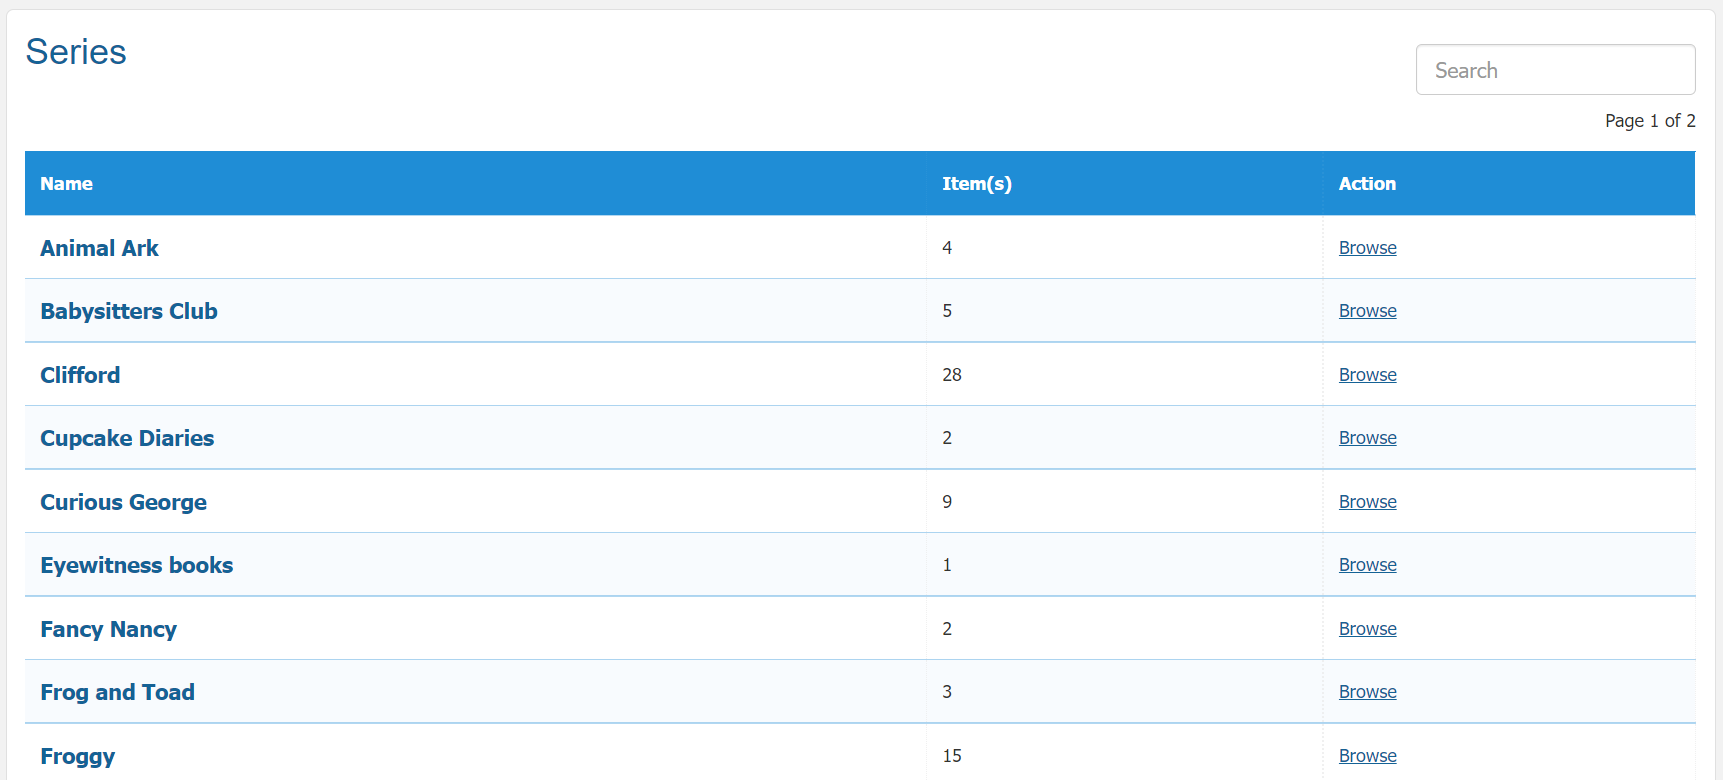 Series
Search
Page 1 of 2
Name Item(s) Action
Animal Ark 4 Browse
Babysitters Club 5 Browse
Clifford 28 Browse
Cupcake Diaries 2 Browse
Curious George 9 Browse
Eyewitness books 1 Browse
Fancy Nancy 2 Browse
Frog and Toad 3 Browse
Froggy 15 Browse